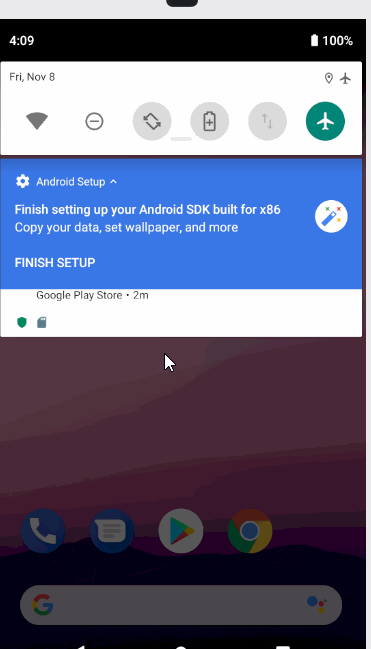 4:09
100%
Fri, Nov 8
Android Setup
Finish setting up your Android SDK built for x86
Copy your data, set wallpaper, and more
FINISH SETUP
Google Play Store • 2m